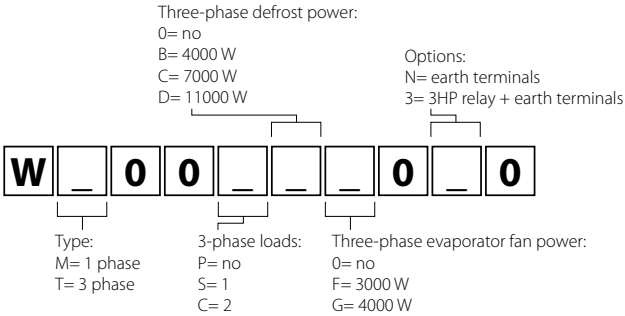 Three-phase defrost power:
0= no
B= 4000 W
C= 7000 W
D= 11000 W
Options:
N= earth terminals
3= 3HP relay + earth terminals
W _ 0 0 _ _ _ 0 _ 0
Type:
M= 1 phase
T= 3 phase
3-phase loads:
P= no
S= 1
C= 2
Three-phase evaporator fan power:
0= no
F= 3000 W
G= 4000 W